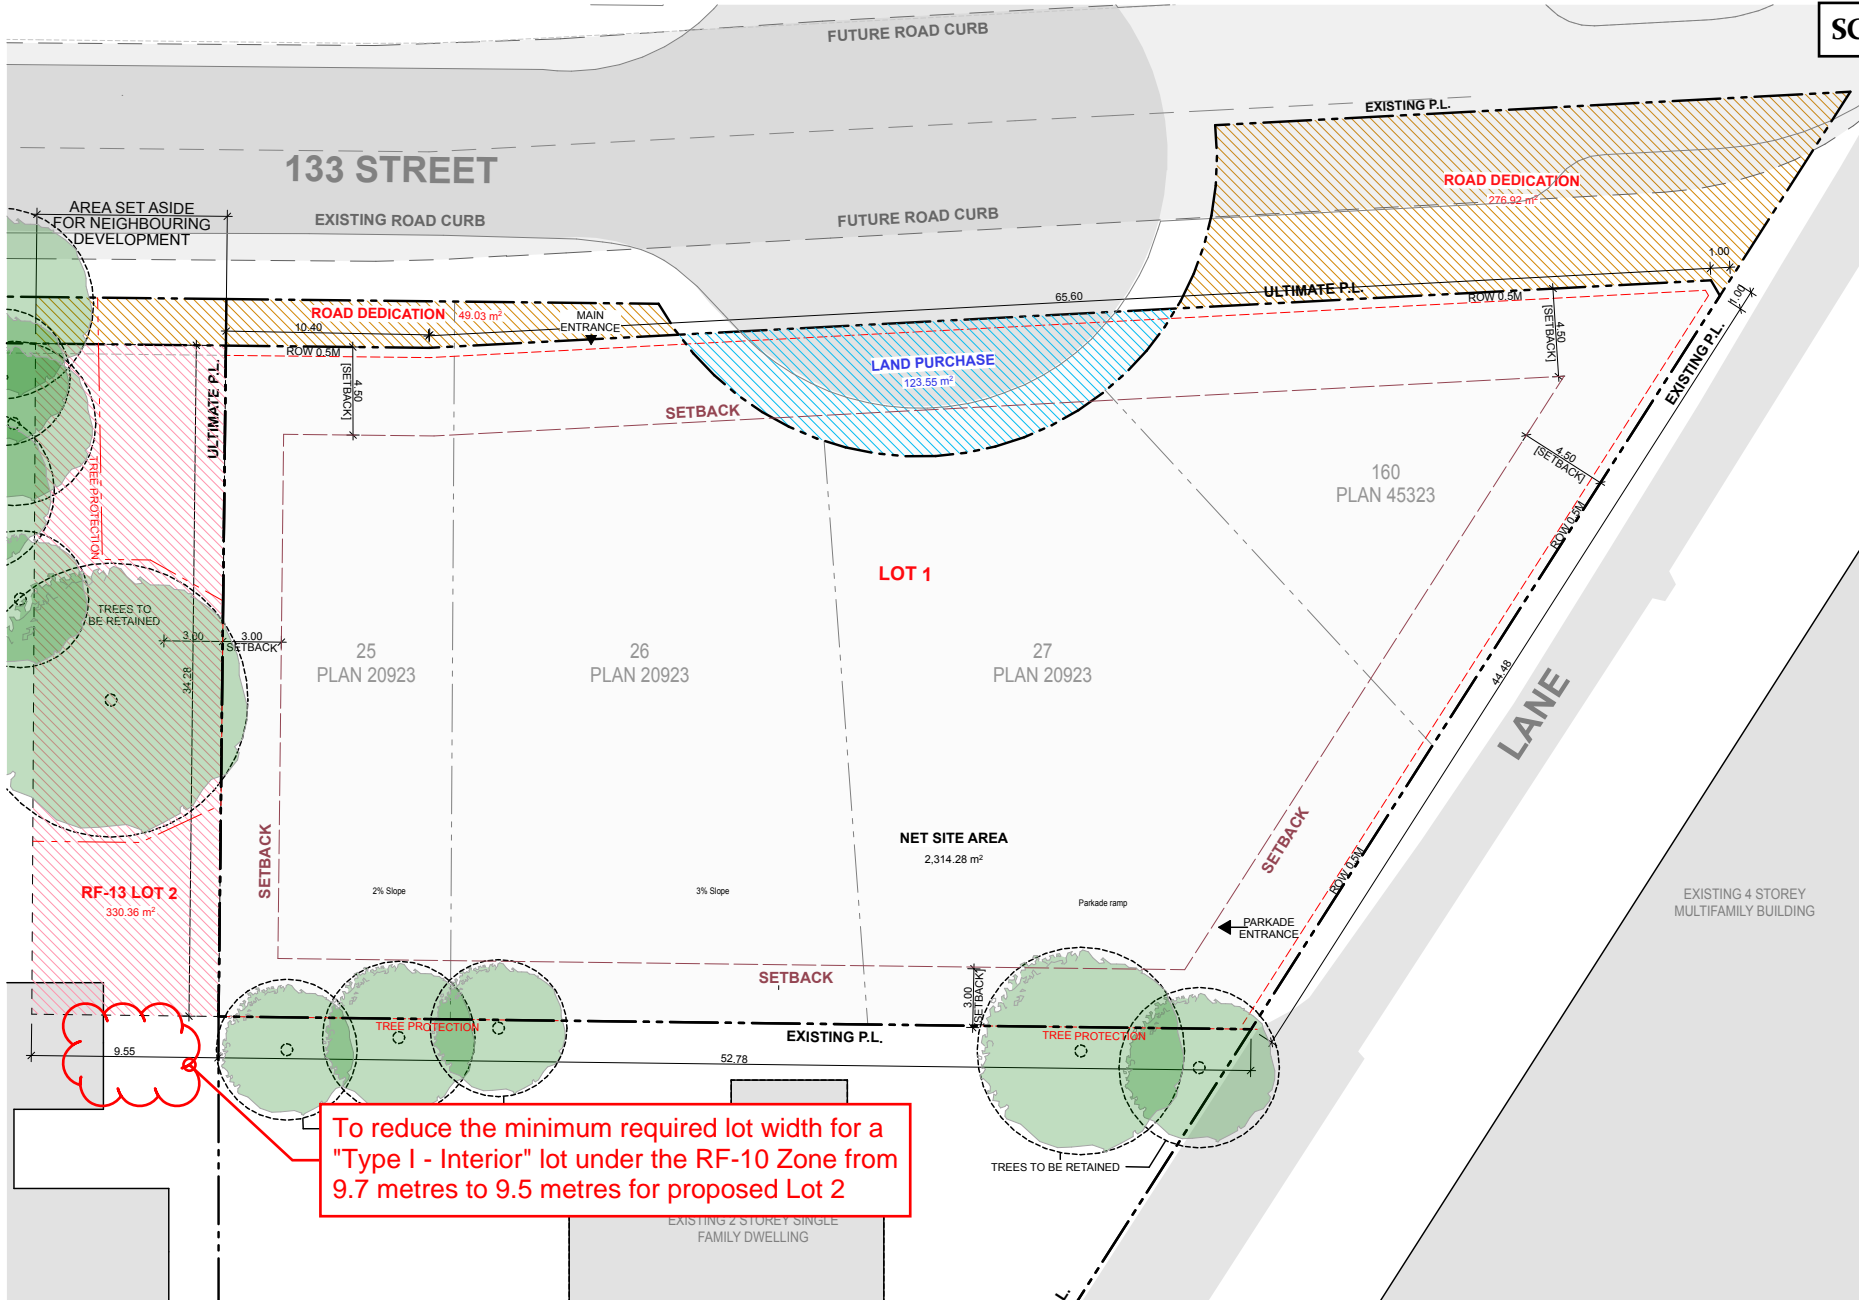 SC
FUTURE ROAD CURB
EXISTING P.L.
133 STREET
ROAD DEDICATION
276.92 m²
AREA SET ASIDE
FOR NEIGHBOURING
DEVELOPMENT
EXISTING ROAD CURB
FUTURE ROAD CURB
1.00
1.00
ULTIMATE P.L.
ROW 0.5M
65.60
ROAD DEDICATION
49.03 m²
MAIN
ENTRANCE
10.40
ROW 0.5M
4.50
[SETBACK]
4.50
[SETBACK]
LAND PURCHASE
123.55 m²
EXISTING P.L.
ULTIMATE P.L.
SETBACK
4.50
[SETBACK]
160
PLAN 45323
TREE PROTECTION
ROW 0.5M
LOT 1
TREES TO
BE RETAINED
3.00
3.00
SETBACK
25
PLAN 20923
26
PLAN 20923
27
PLAN 20923
34.28
44.48
LANE
SETBACK
NET SITE AREA
2,314.28 m²
SETBACK
ROW 0.5M
RF-13 LOT 2
330.36 m²
2% Slope
3% Slope
Parkade ramp
PARKADE
ENTRANCE
EXISTING 4 STOREY
MULTIFAMILY BUILDING
SETBACK
3.00
[SETBACK]
TREE PROTECTION
EXISTING P.L.
TREE PROTECTION
9.55
52.78
To reduce the minimum required lot width for a
"Type I - Interior" lot under the RF-10 Zone from
9.7 metres to 9.5 metres for proposed Lot 2
TREES TO BE RETAINED
EXISTING 2 STOREY SINGLE
FAMILY DWELLING
L.